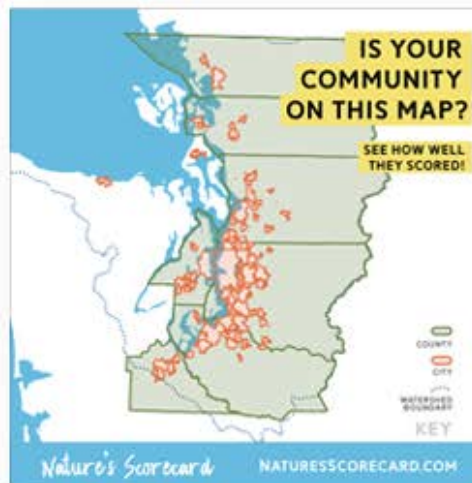 IS YOUR
COMMUNITY
ON THIS MAP?
SEE HOW WELL
THEY SCORED!
COUNTY
CITY
WATERSHED
BOUNDARY
KEY
Nature's Scorecard
NATURESSCORECARD.COM